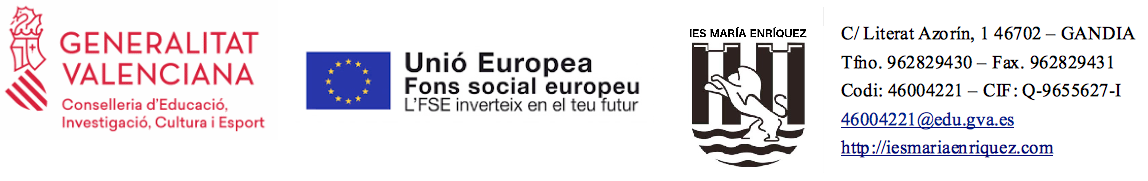 GENERALITAT
VALENCIANA
Conselleria d'Educació,
Investigació, Cultura i Esport
Unió Europea
Fons social europeu
L'FSE inverteix en el teu futur
IES MARÍA ENRÍQUEZ
C/ Literat Azorín, 1 46702 – GANDIA
Tfno. 962829430 – Fax. 962829431
Codi: 46004221 – CIF: Q-9655627-I
46004221@edu.gva.es
http://iesmariaenriquez.com